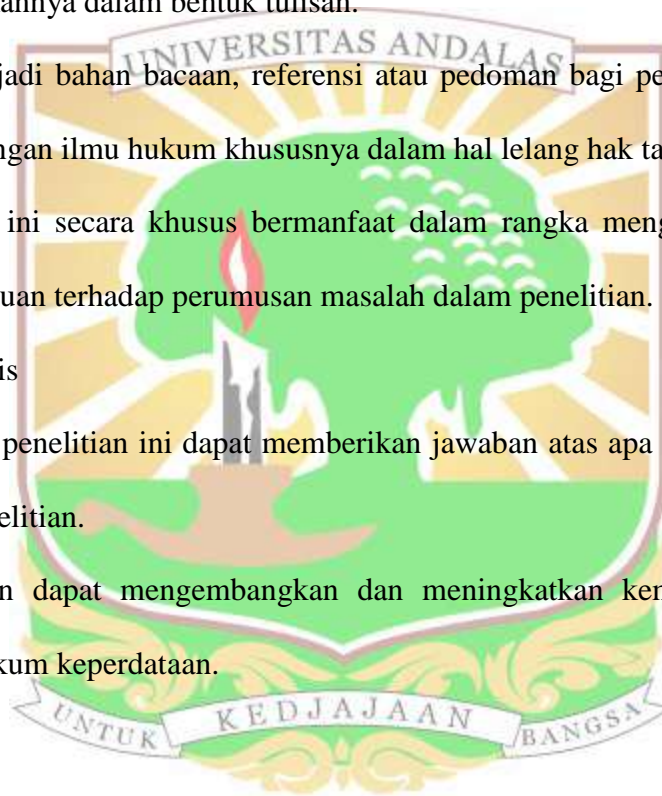 annya dalam bentuk tulisan.
UNIVERSITAS ANDALAS
jadi bahan bacaan, referensi atau pedoman bagi pe
ngan ilmu hukum khususnya dalam hal lelang hak ta
ini secara khusus bermanfaat dalam rangka meng
uan terhadap perumusan masalah dalam penelitian.
is
penelitian ini dapat memberikan jawaban atas apa
elitian.
n dapat mengembangkan dan meningkatkan ken
kum keperdataan.
UNTUK KEDJAJAAN BANGSA